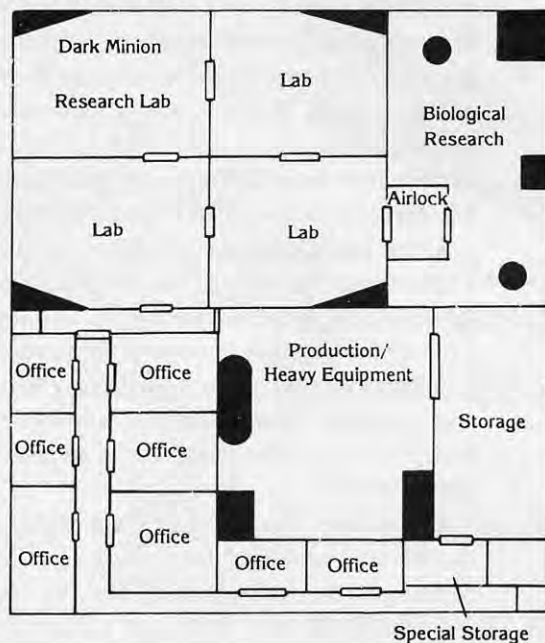 Dark Minion
Research Lab
Lab
Biological
Research
Lab
Lab
Airlock
Production/
Heavy Equipment
Storage
Office
Office
Office
Office
Office
Office
Office
Office
Special Storage